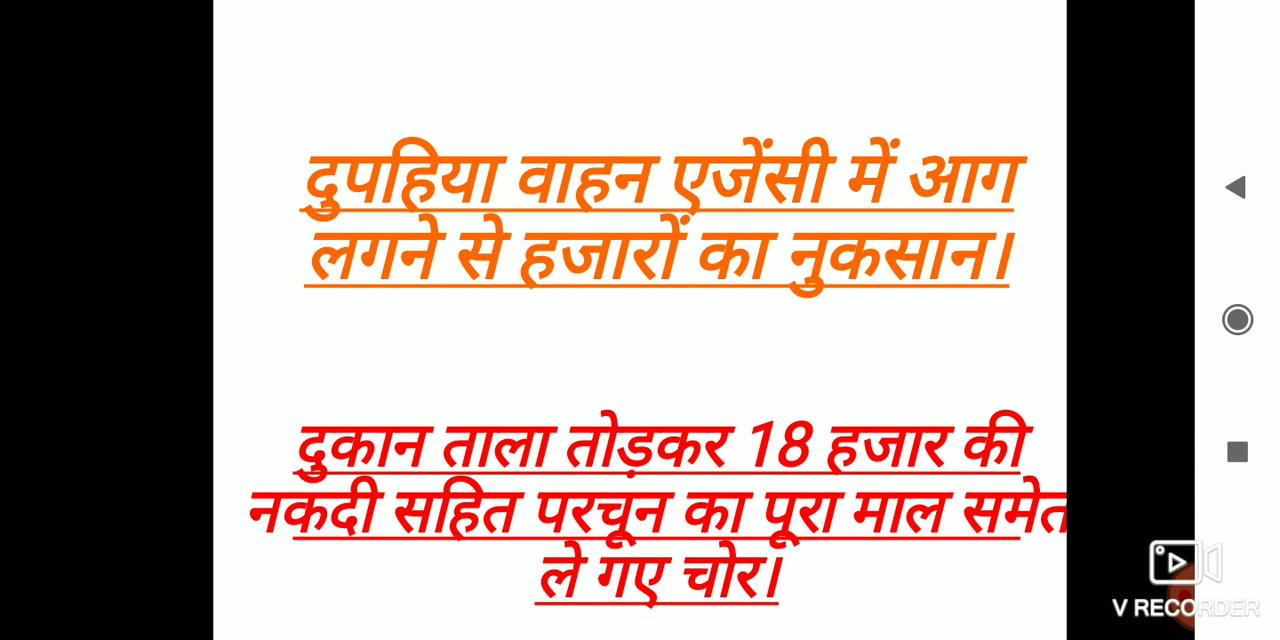 दुपहिया वाहन एजेंसी में आग
लगने से हजारों का नुकसान।
दुकान ताला तोड़कर 18 हजार की
नकदी सहित परचून का पूरा माल समेत
ले गए चोर।
V RECORDER